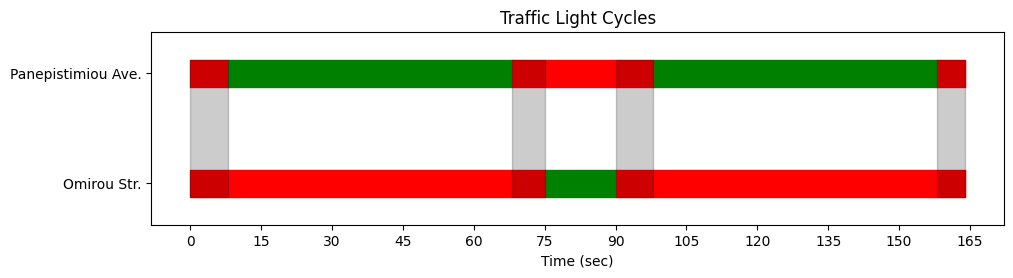 Traffic Light Cycles
Panepistimiou Ave.
Omirou Str.
0 15 30 45 60 75 90 105 120 135 150 165
Time (sec)